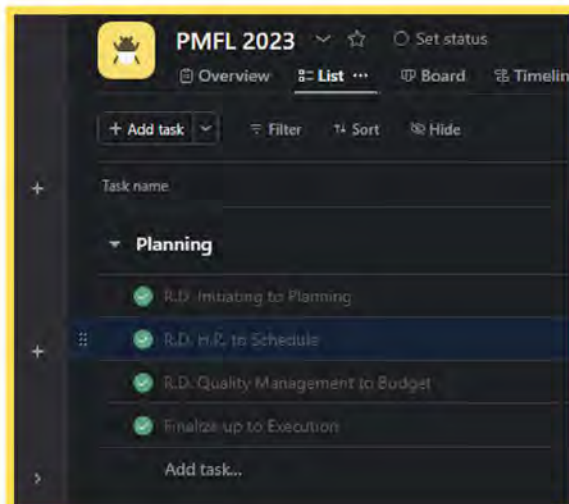 PMFL 2023
Set status
Overview
List
Board
Timelin
+ Add task
Filter
Sort
Hide
Task name
Planning
R.D. Initiating to Planning
R.D. H.R. to Schedule
R.D. Quality Management to Budget
Finalize up to Execution
Add task...